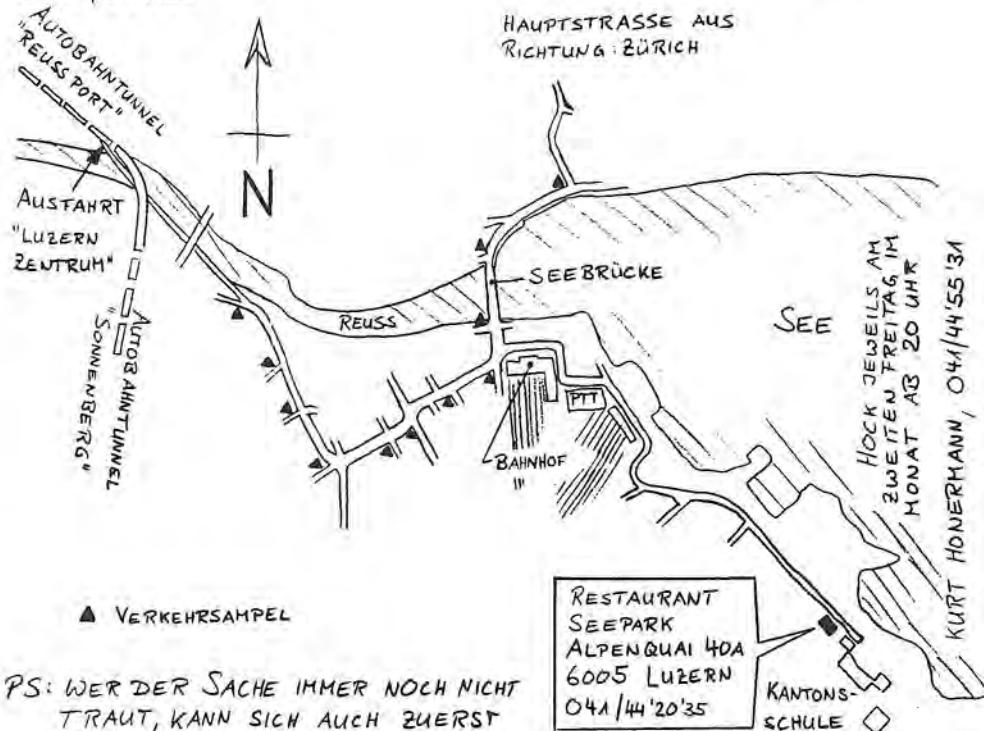 HAUPTSTRASSE AUS
RICHTUNG: ZÜRICH
AUTOBAHNTUNNEL
"REUSSPORT"
N
AUSFAHRT
"LUZERN
ZENTRUM"
AUTOBAHNTUNNEL
"SONNENBERG"
SEEBRÜCKE
REUSS
SEE
PTT
BAHNHOF
HOCK JEWEILS AM
ZWEITEN FREITAG IM
MONAT AB 20 UHR
KURT HONERMANN, 041/44'55'31
VERKEHRSAMPEL
RESTAURANT
SEEPARK
ALPENQUAI 40A
6005 LUZERN
041/44'20'35
KANTONS-
SCHULE
PS: WER DER SACHE IMMER NOCH NICHT
TRAUT, KANN SICH AUCH ZUERST